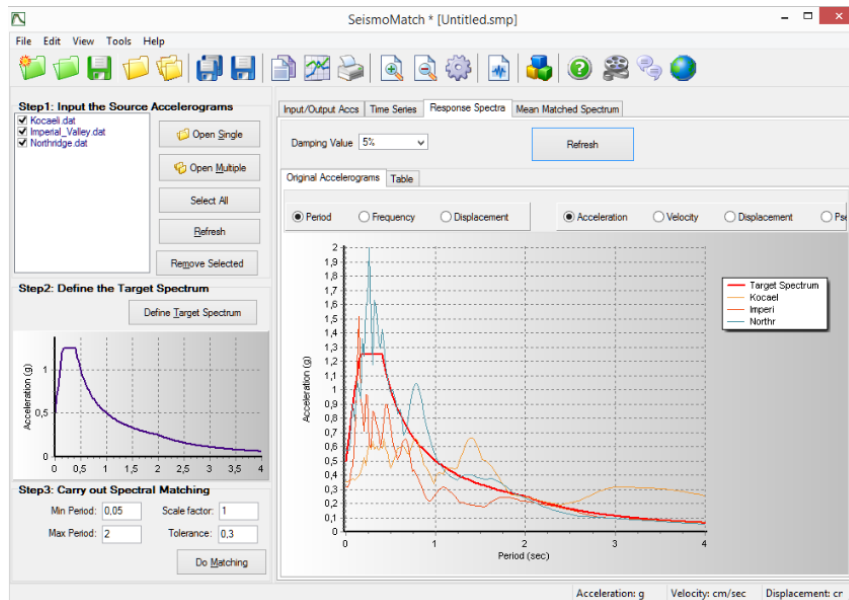 SeismoMatch * [Untitled.smp]
File Edit View Tools Help
Step1: Input the Source Accelerograms
Kocaeli.dat
Imperial_Valley.dat
Northridge.dat
Open Single
Open Multiple
Select All
Refresh
Remove Selected
Step2: Define the Target Spectrum
Define Target Spectrum
Acceleration (g)
1
0,5
0
0 0,5 1 1,5 2 2,5 3 3,5 4
Step3: Carry out Spectral Matching
Min Period: 0,05 Scale factor: 1
Max Period: 2 Tolerance: 0,3
Do Matching
Input/Output Accs Time Series Response Spectra Mean Matched Spectrum
Damping Value 5% Refresh
Original Accelerograms Table
Period Frequency Displacement Acceleration Velocity Displacement Pse
Acceleration (g)
2
1,9
1,8
1,7
1,6
1,5
1,4
1,3
1,2
1,1
1
0,9
0,8
0,7
0,6
0,5
0,4
0,3
0,2
0,1
0
0 1 2 3 4
Period (sec)
Target Spectrum
Kocael
Imperi
Northr
Acceleration: g Velocity: cm/sec Displacement: cr